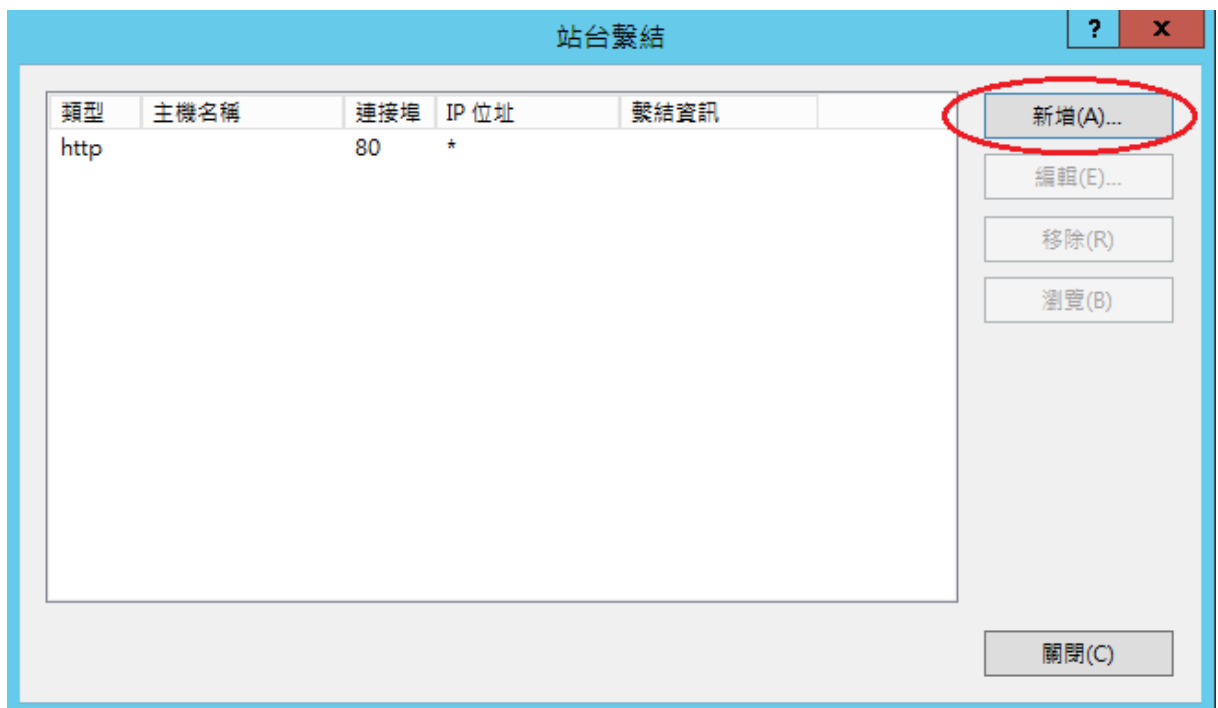 站台繫結
? x
類型 主機名稱 連接埠 IP 位址 繫結資訊
http 80 *
新增(A)...
編輯(E)...
移除(R)
瀏覽(B)
關閉(C)